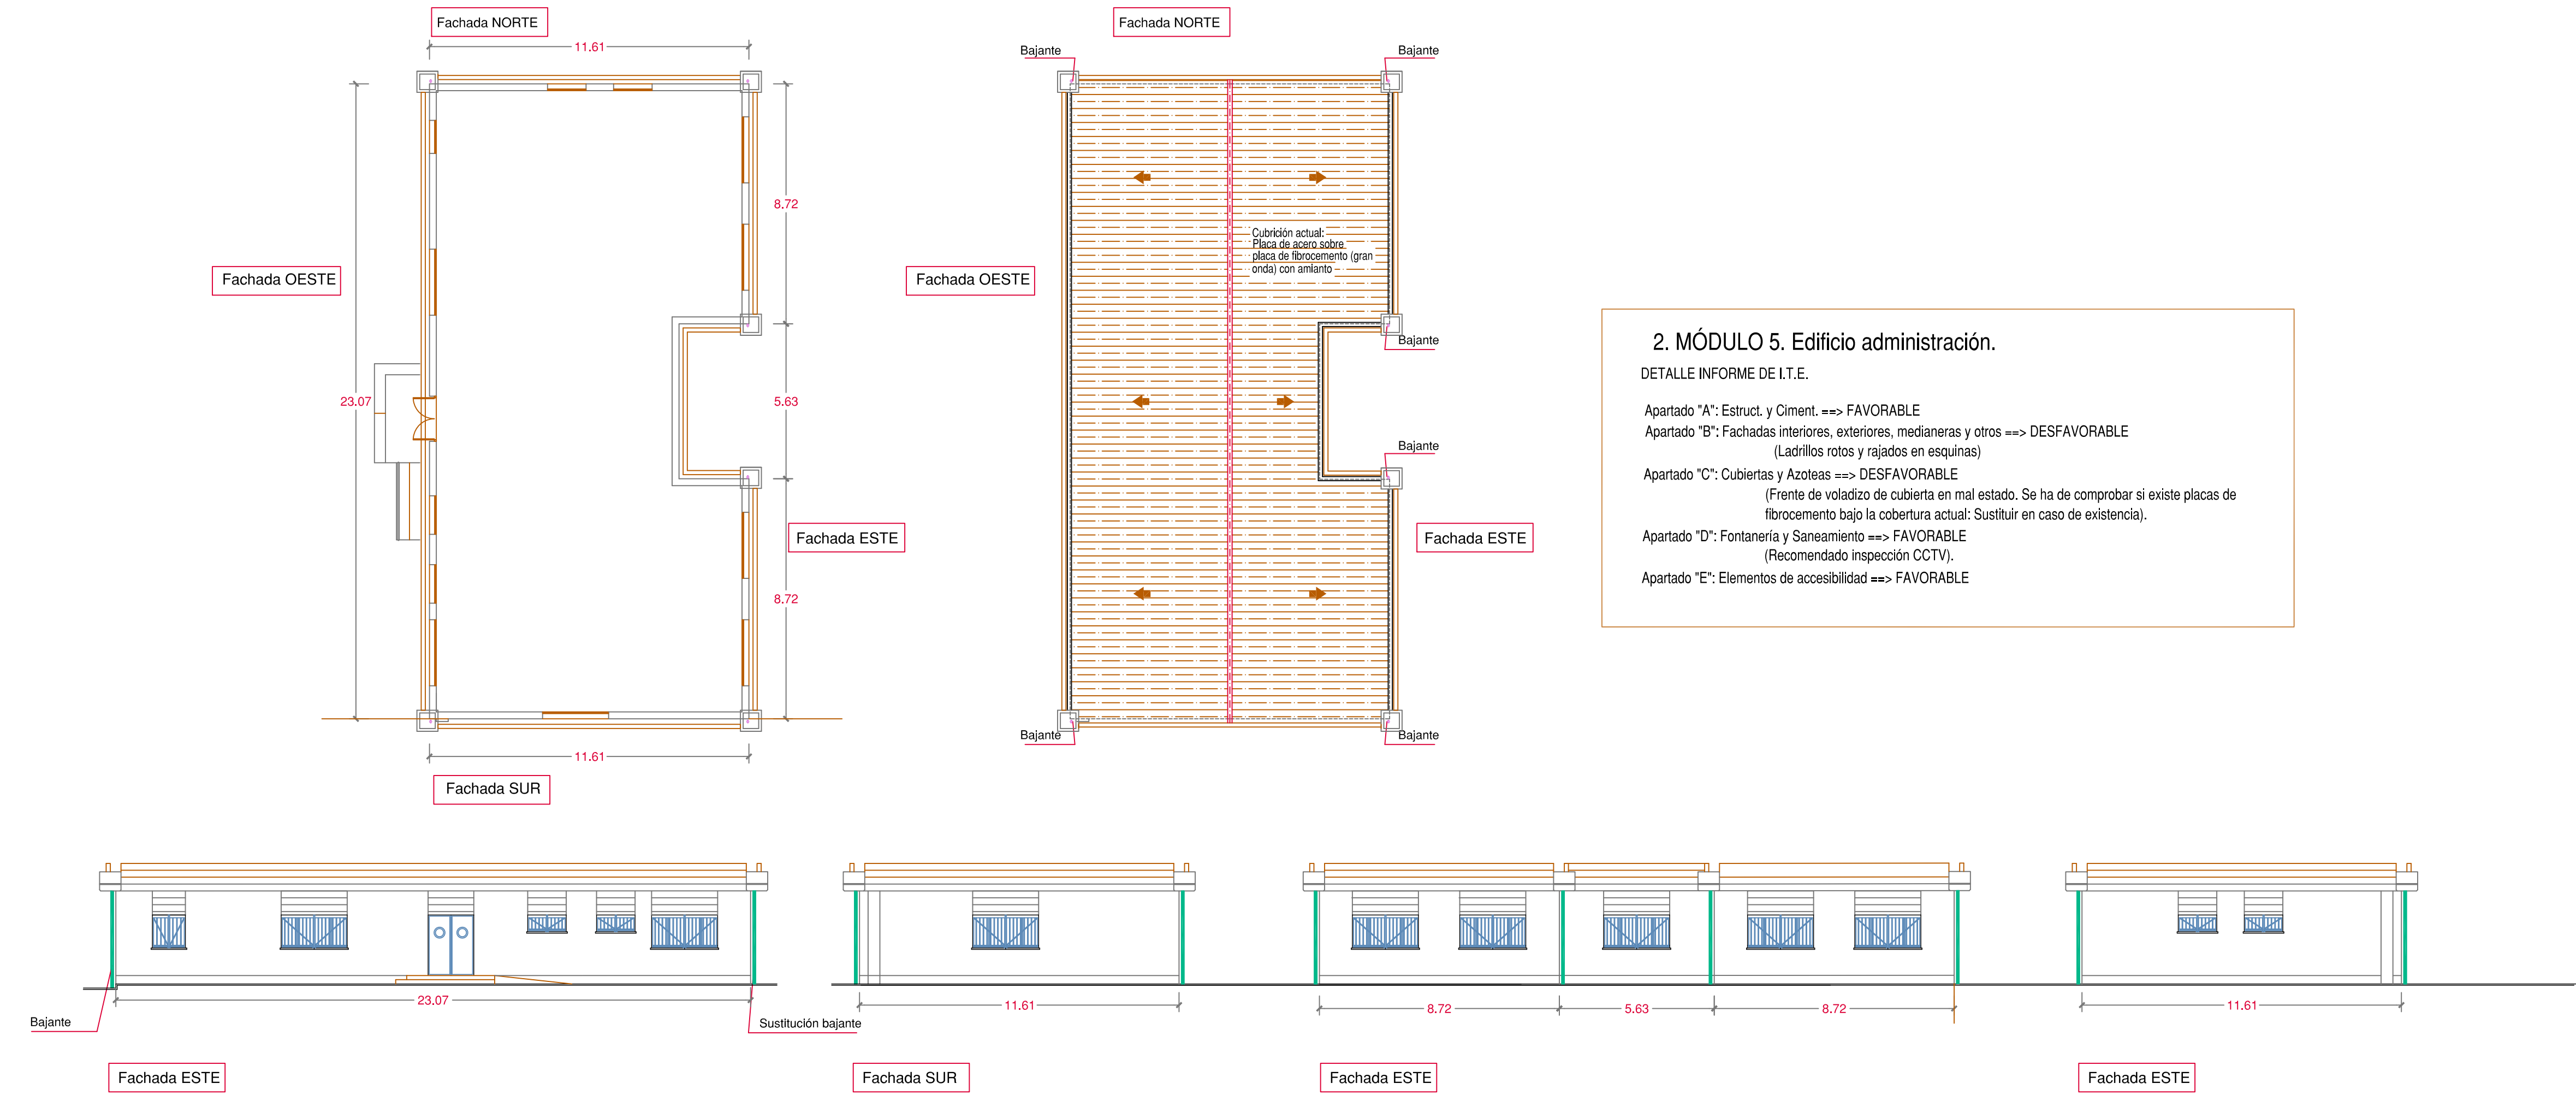 Fachada NORTE
11.61
Fachada OESTE
23.07
8.72
5.63
8.72
Fachada ESTE
11.61
Fachada SUR
Fachada NORTE
Bajante
Bajante
Fachada OESTE
Cubrición actual:
Placa de acero sobre
placa de fibrocemento (gran
onda) con amianto
Bajante
Bajante
Fachada ESTE
Bajante
Bajante
2. MÓDULO 5. Edificio administración.
DETALLE INFORME DE I.T.E.
Apartado "A": Estruct. y Ciment. ==> FAVORABLE
Apartado "B": Fachadas interiores, exteriores, medianeras y otros ==> DESFAVORABLE
(Ladrillos rotos y rajados en esquinas)
Apartado "C": Cubiertas y Azoteas ==> DESFAVORABLE
(Frente de voladizo de cubierta en mal estado. Se ha de comprobar si existe placas de
fibrocemento bajo la cobertura actual: Sustituir en caso de existencia).
Apartado "D": Fontanería y Saneamiento ==> FAVORABLE
(Recomendado inspección CCTV).
Apartado "E": Elementos de accesibilidad ==> FAVORABLE
23.07
Bajante
Sustitución bajante
Fachada ESTE
11.61
Fachada SUR
8.72
5.63
8.72
Fachada ESTE
11.61
Fachada ESTE